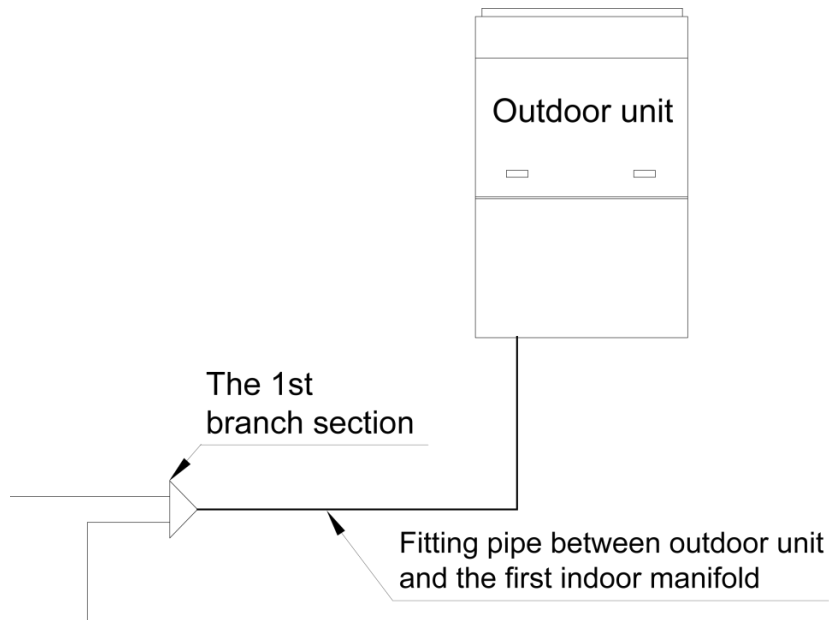 Outdoor unit
The 1st
branch section
Fitting pipe between outdoor unit
and the first indoor manifold